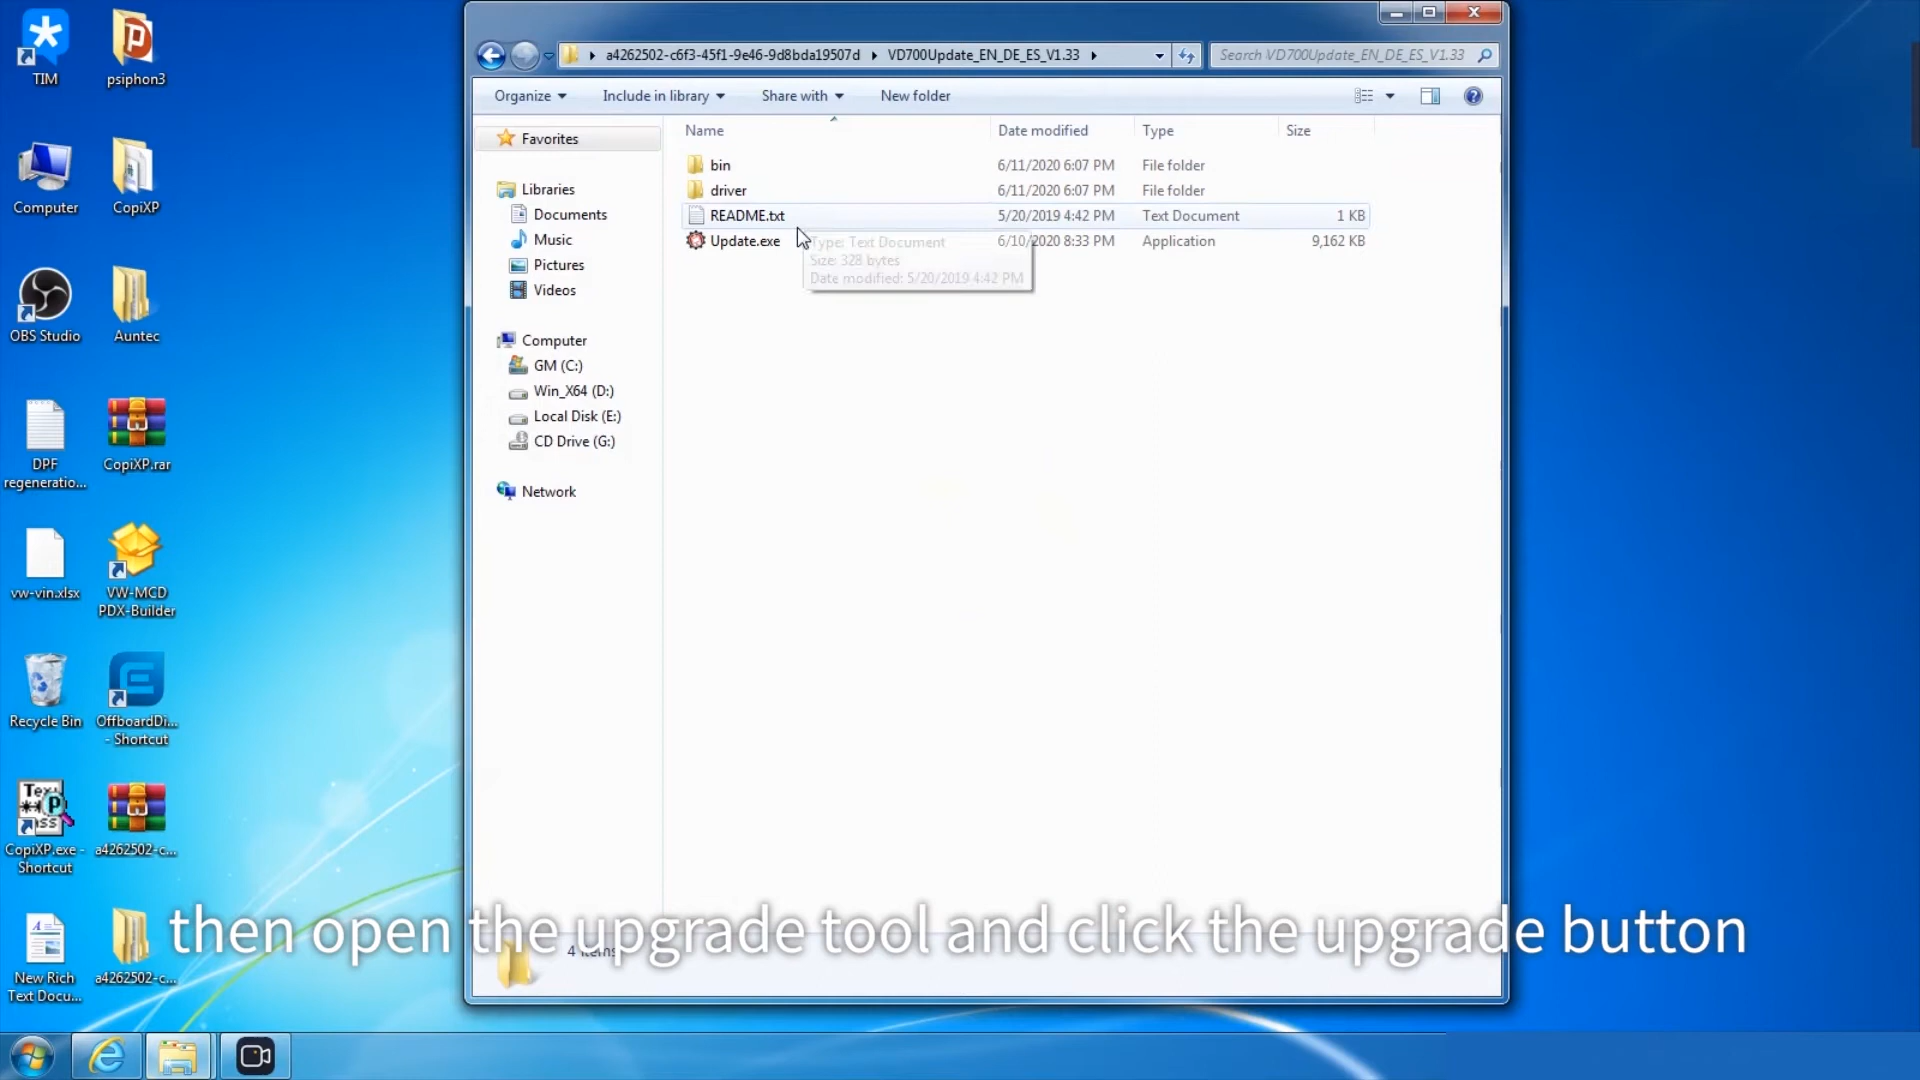 TIM
psiphon3
Computer
CopiXP
OBS Studio
Auntec
DPF
regeneratio...
CopiXP.rar
vw-vin.xlsx
VW-MCD
PDX-Builder
Recycle Bin
OffboardDi...
- Shortcut
CopiXP.exe -
Shortcut
a4262502-c...
New Rich
Text Docu...
a4262502-c...
a4262502-c6f3-45f1-9e46-9d8bda19507d
VD700Update_EN_DE_ES_V1.33
Search VD700Update_EN_DE_ES_V1.33
Organize
Include in library
Share with
New folder
Favorites
Libraries
Documents
Music
Pictures
Videos
Computer
GM (C:)
Win_X64 (D:)
Local Disk (E:)
CD Drive (G:)
Network
Name Date modified Type Size
bin 6/11/2020 6:07 PM File folder
driver 6/11/2020 6:07 PM File folder
README.txt 5/20/2019 4:42 PM Text Document 1 KB
Update.exe 6/10/2020 8:33 PM Application 9,162 KB
Type: Text Document
Size: 328 bytes
Date modified: 5/20/2019 4:42 PM
4 items
then open the upgrade tool and click the upgrade button